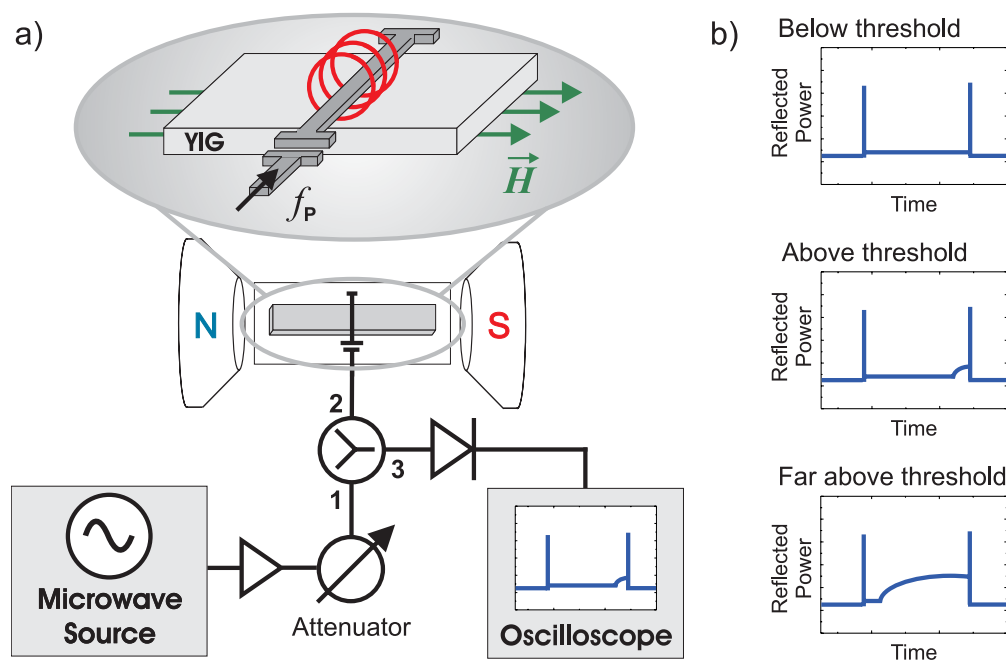 a)
YIG
H
fP
N
S
2
3
1
Microwave
Source
Attenuator
Oscilloscope
b)
Below threshold
Reflected
Power
Time
Above threshold
Reflected
Power
Time
Far above threshold
Reflected
Power
Time